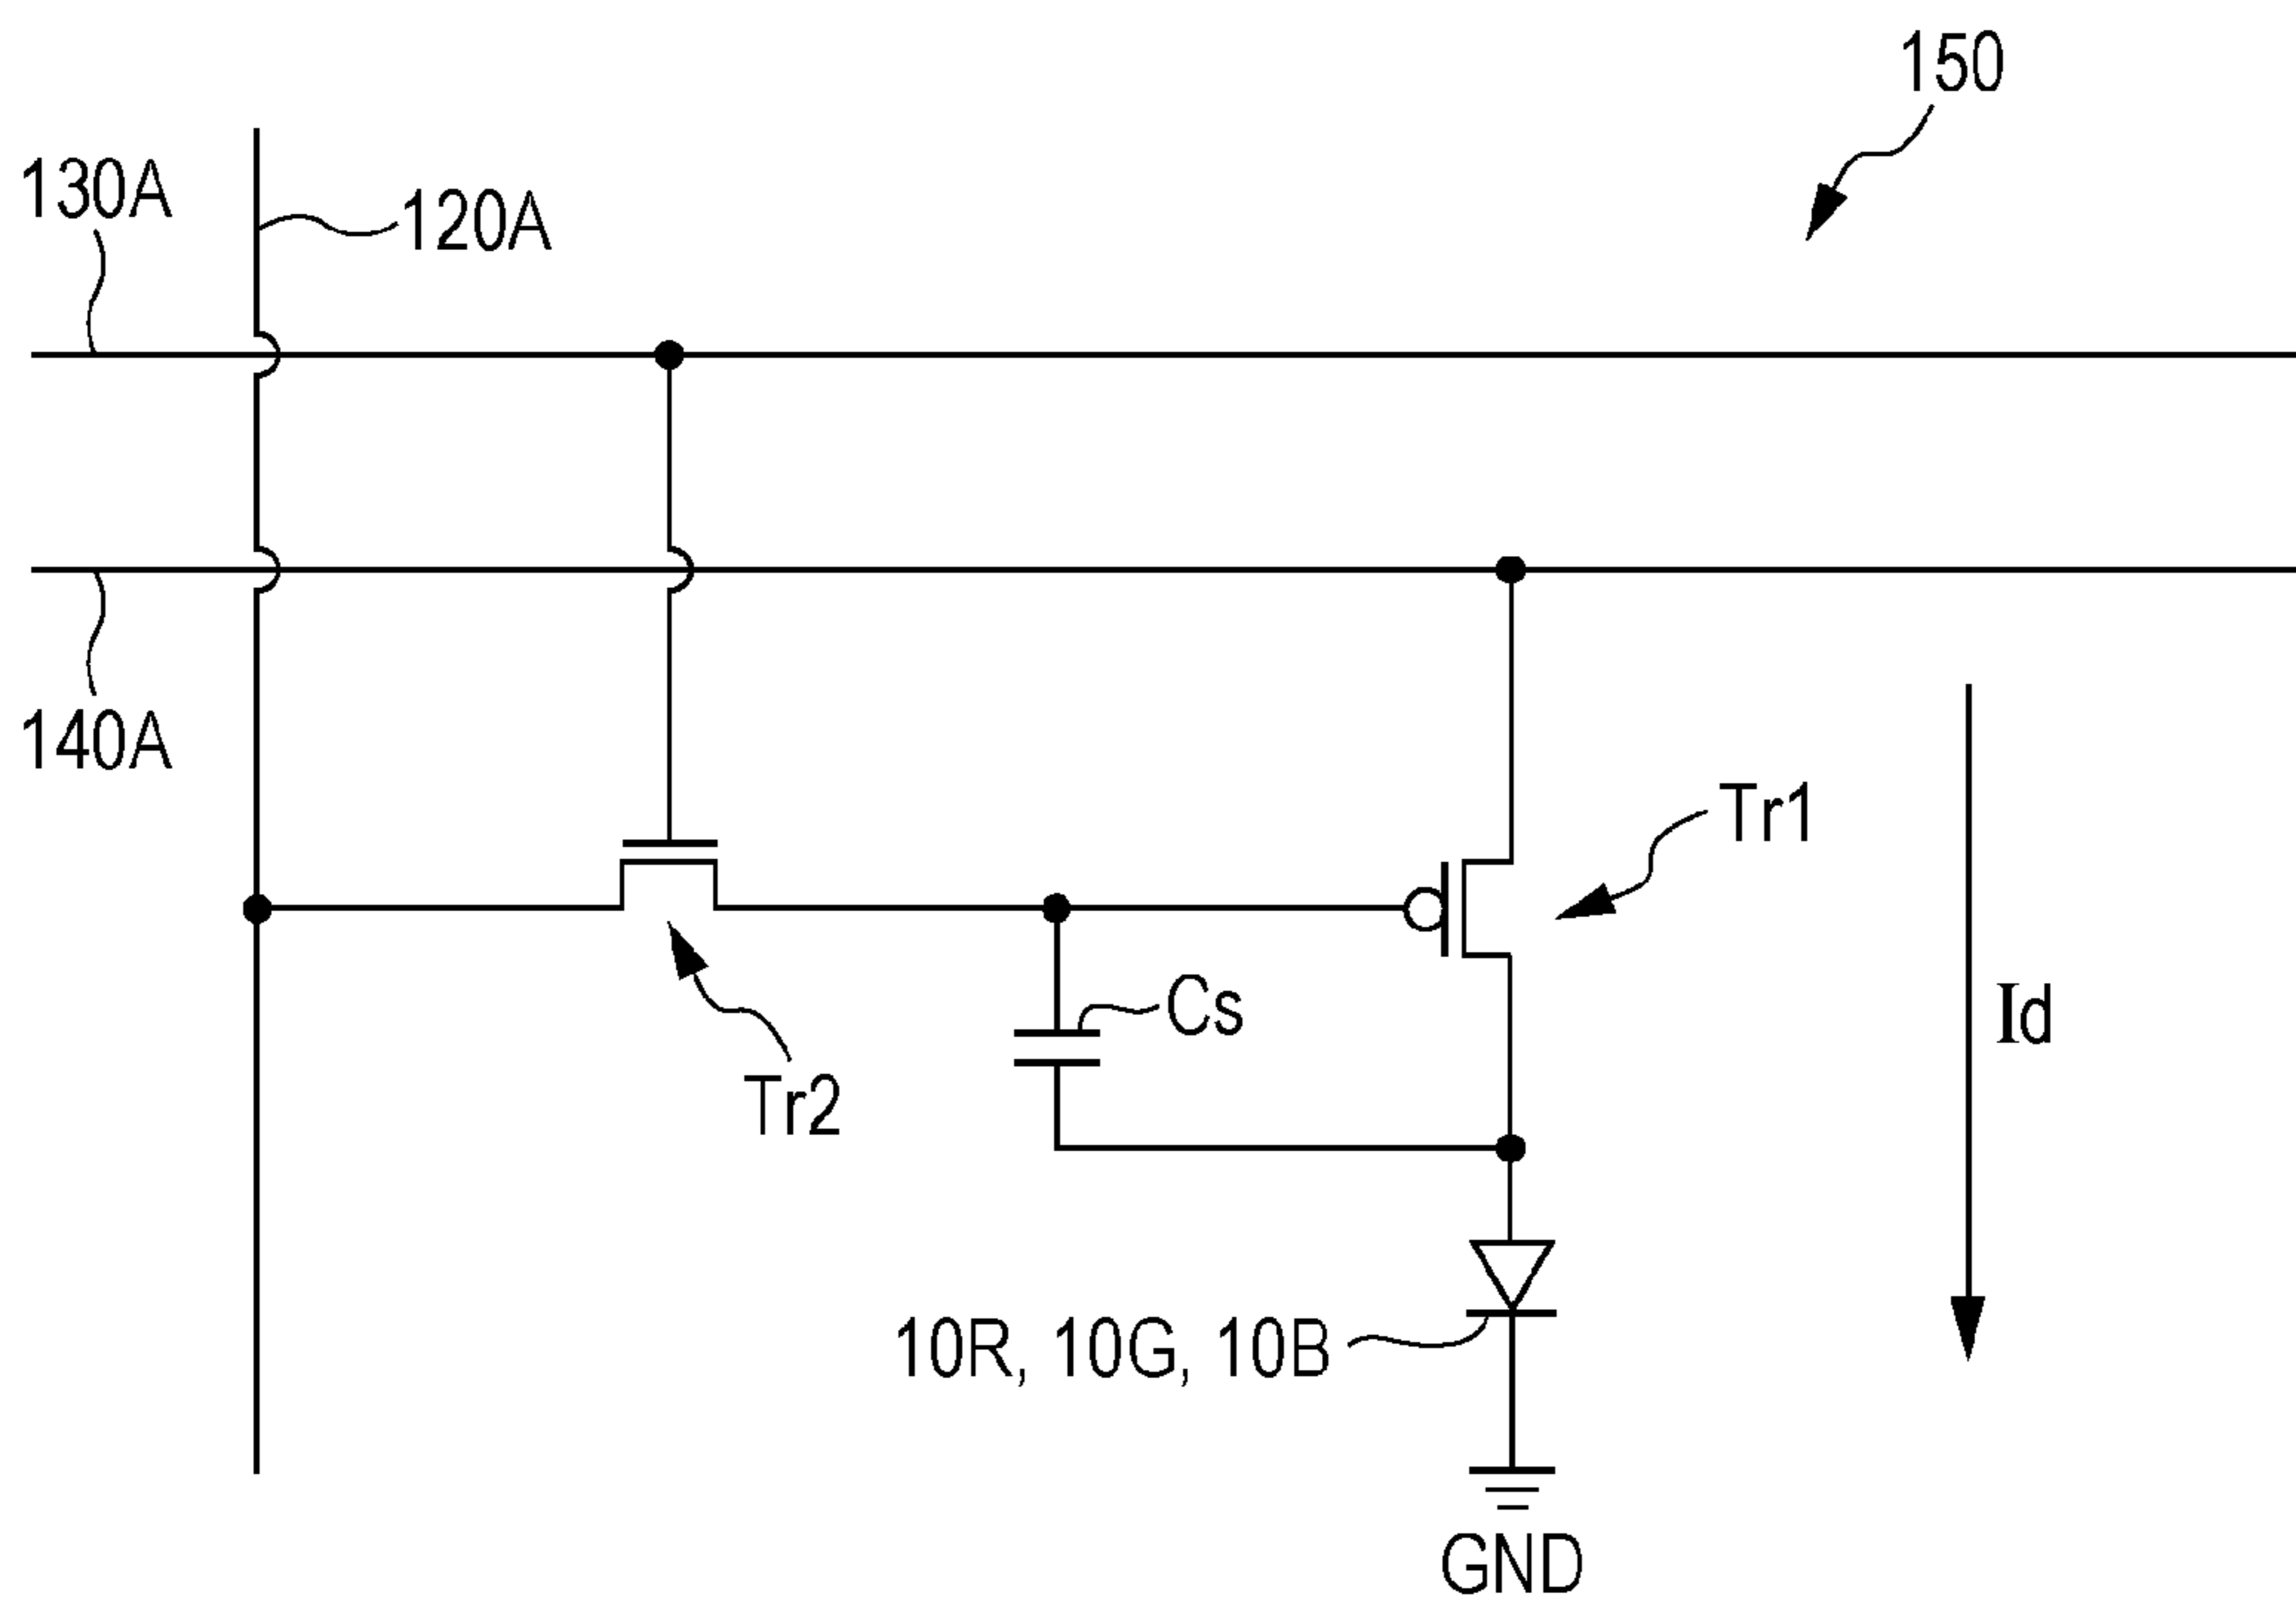 150
130A
120A
140A
Tr1
Cs
Id
Tr2
10R, 10G, 10B
GND